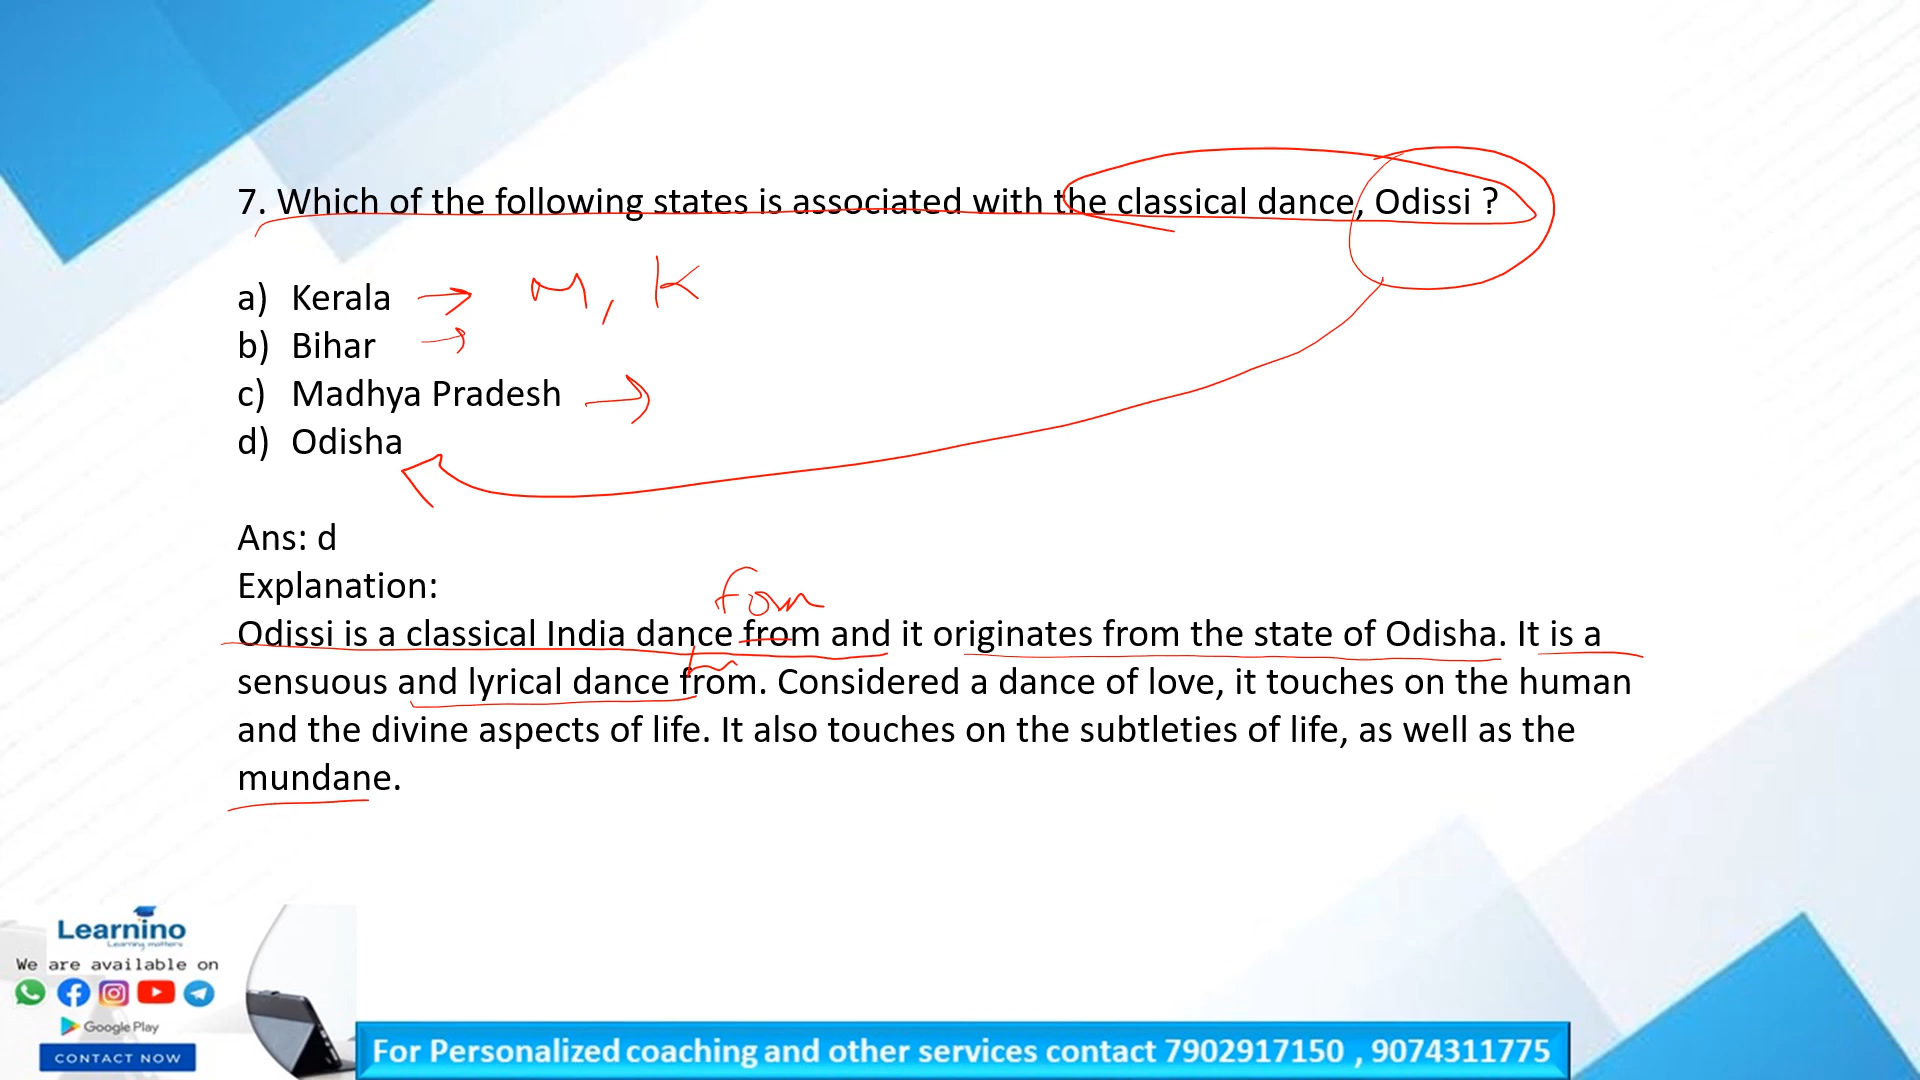 7. Which of the following states is associated with the classical dance, Odissi ?
a) Kerala → M, K
b) Bihar →
c) Madhya Pradesh →
d) Odisha
Ans: d
Explanation:
form
Odissi is a classical India dance from and it originates from the state of Odisha. It is a
sensuous and lyrical dance from. Considered a dance of love, it touches on the human
and the divine aspects of life. It also touches on the subtleties of life, as well as the
mundane.
Learnino
Learning matters
We are available on
Google Play
CONTACT NOW
For Personalized coaching and other services contact 7902917150 , 9074311775